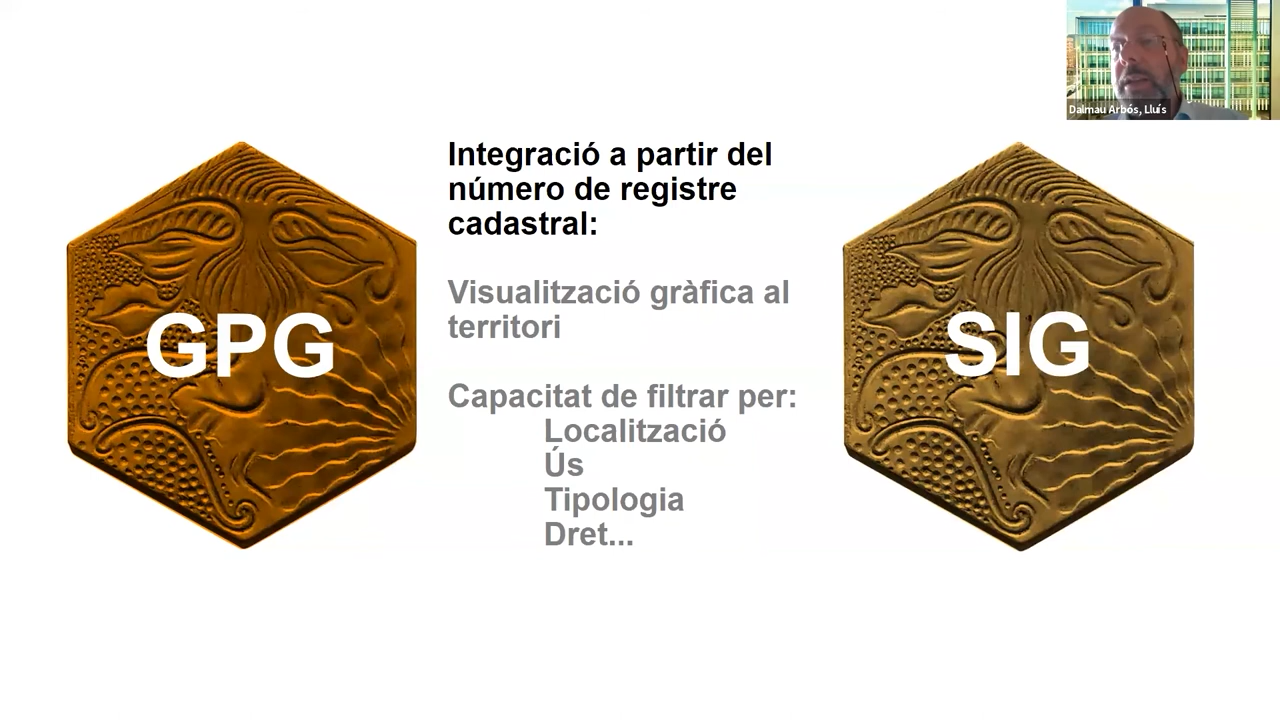 Dalmau Arbós, Lluís
GPG
Integració a partir del
número de registre
cadastral:
Visualització gràfica al
territori
Capacitat de filtrar per:
Localització
Ús
Tipologia
Dret...
SIG